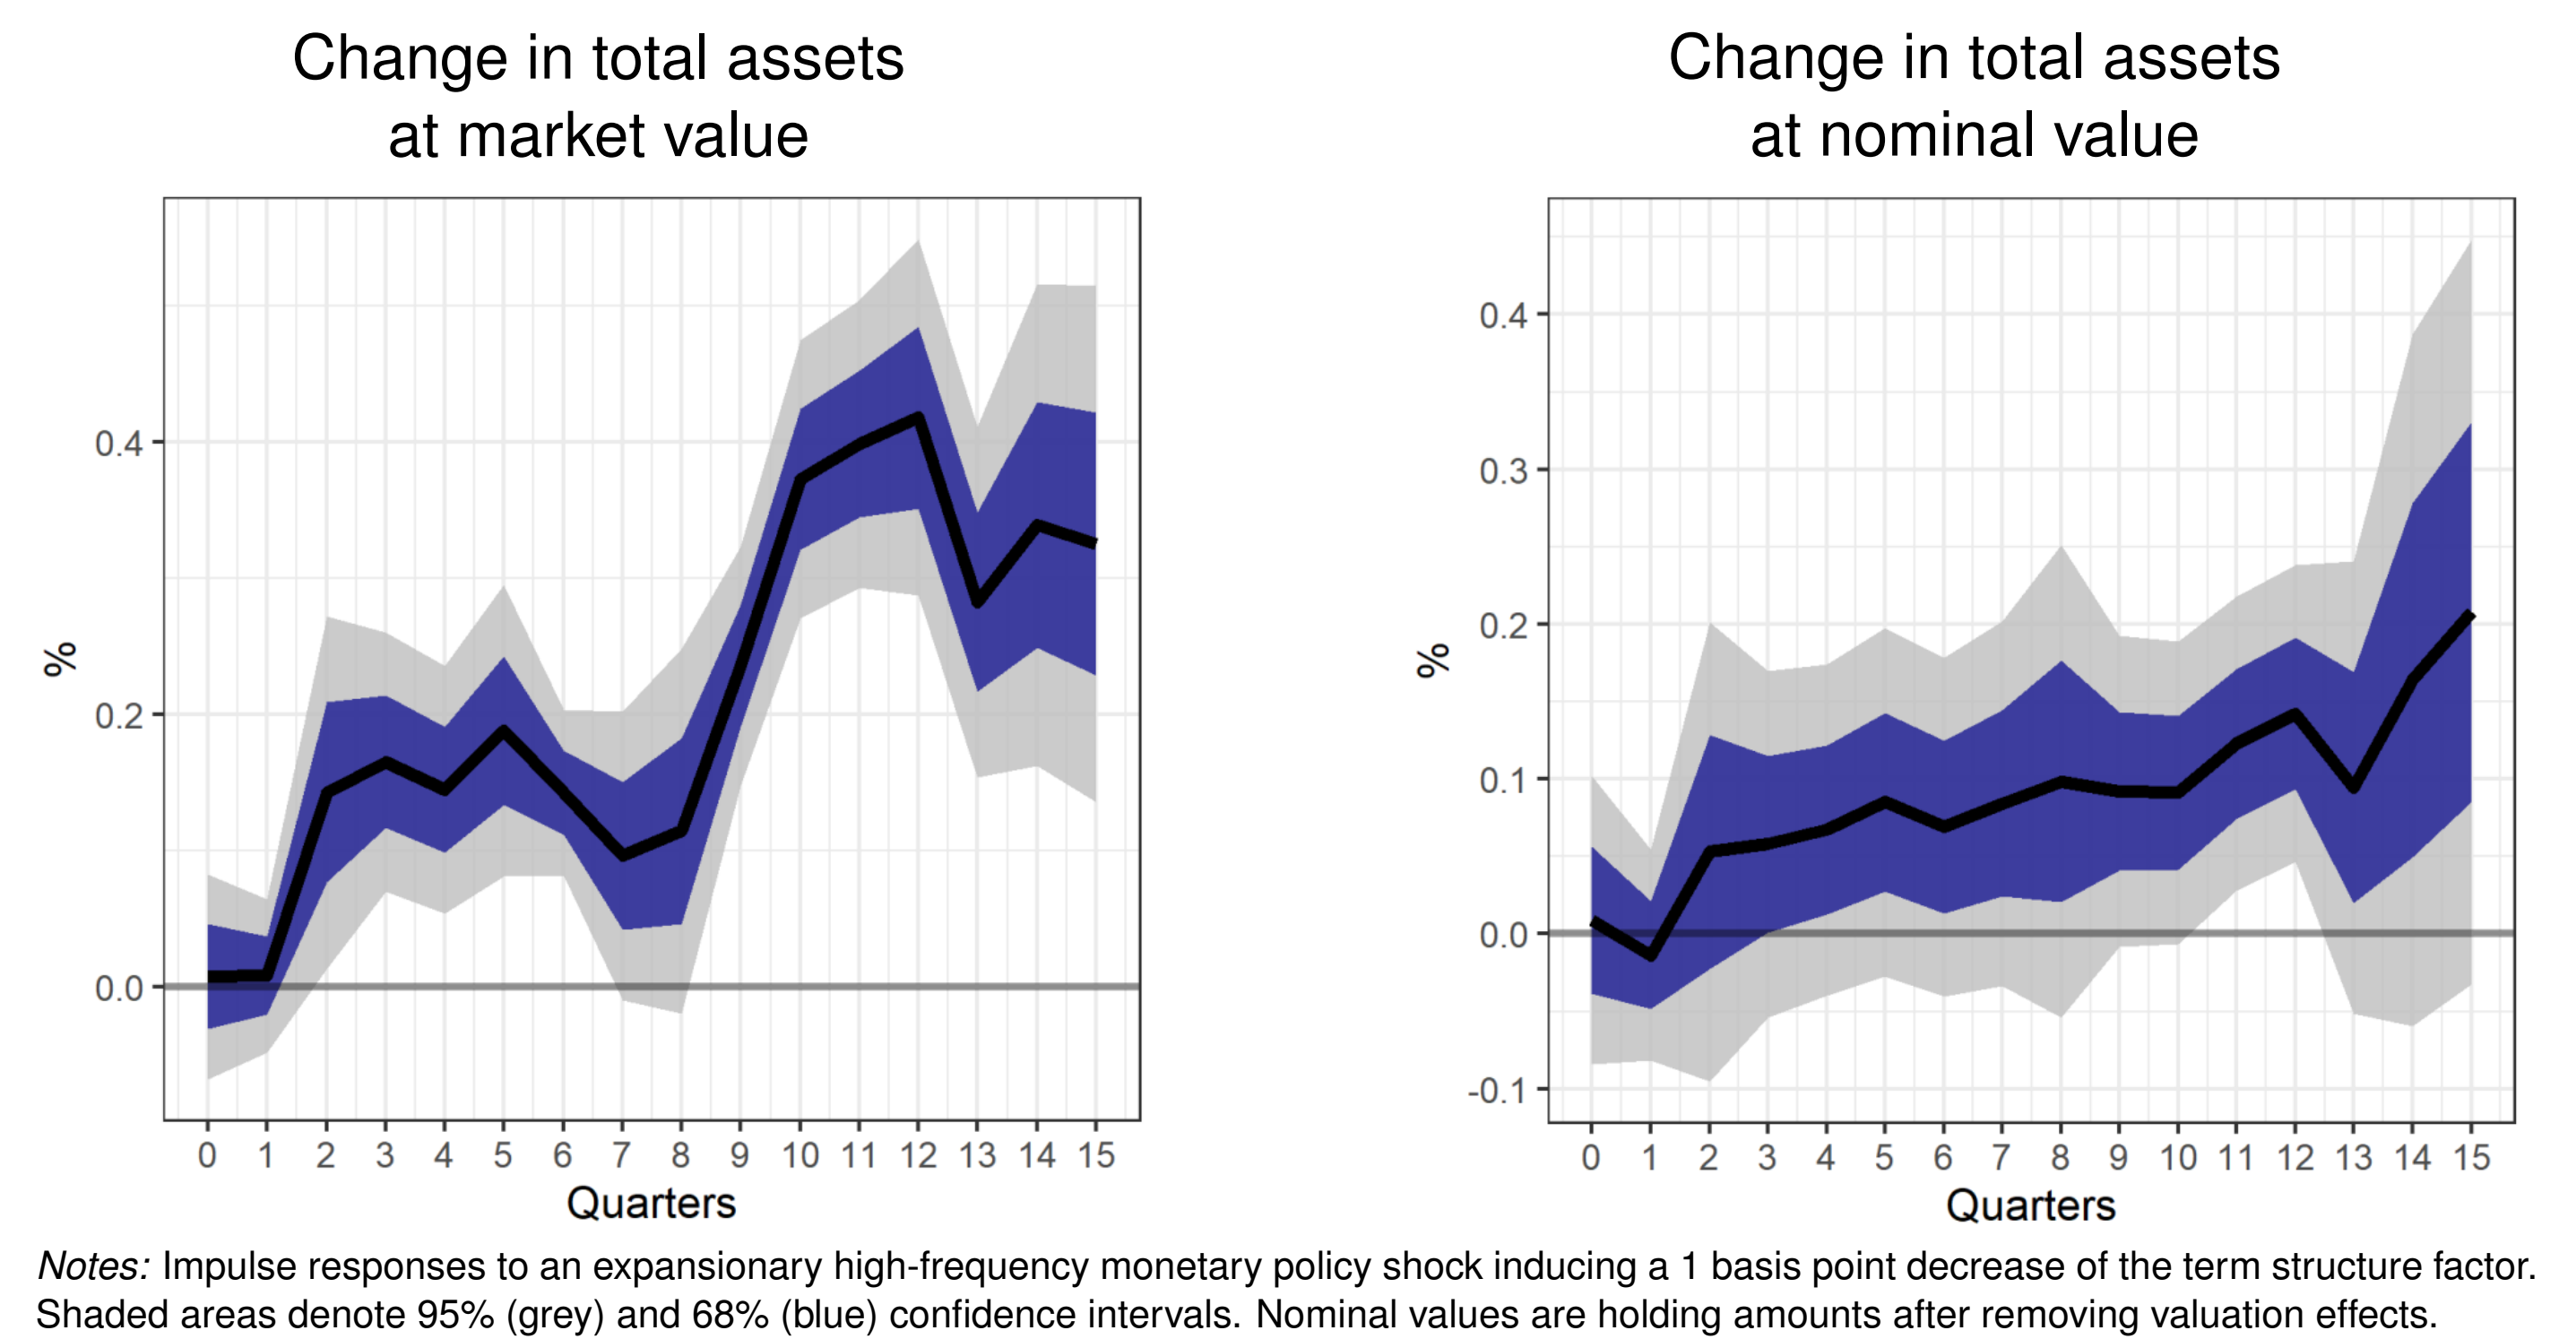 Change in total assets
at market value
%
0.4
0.2
0.0
0 1 2 3 4 5 6 7 8 9 10 11 12 13 14 15
Quarters
Change in total assets
at nominal value
%
0.4
0.3
0.2
0.1
0.0
-0.1
0 1 2 3 4 5 6 7 8 9 10 11 12 13 14 15
Quarters
Notes: Impulse responses to an expansionary high-frequency monetary policy shock inducing a 1 basis point decrease of the term structure factor.
Shaded areas denote 95% (grey) and 68% (blue) confidence intervals. Nominal values are holding amounts after removing valuation effects.